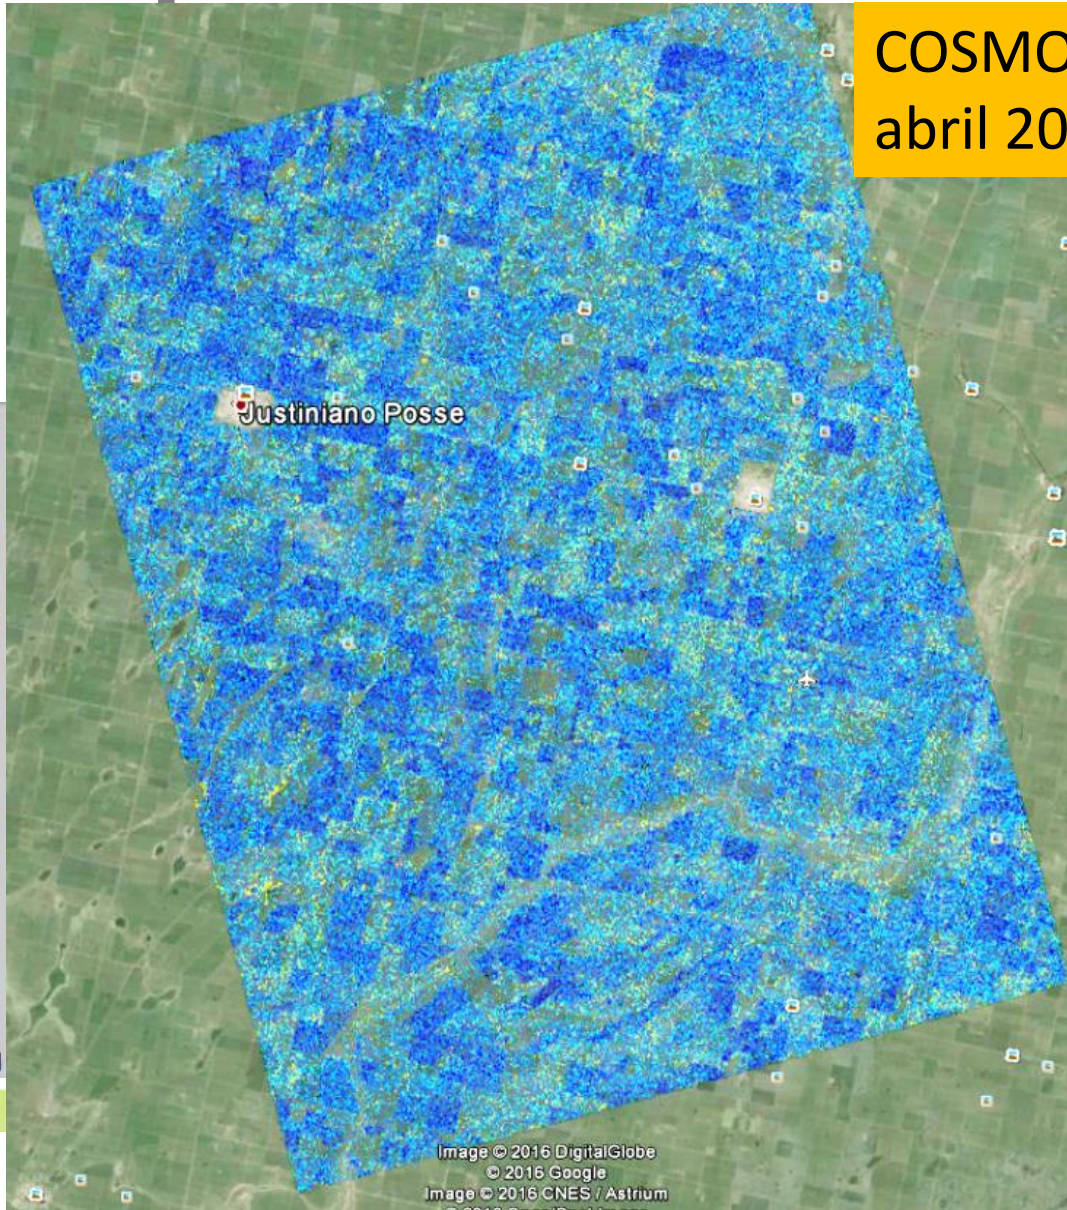 COSMO
abril 20
Justiniano Posse
Image © 2016 DigitalGlobe
© 2016 Google
Image © 2016 CNES / Astrium